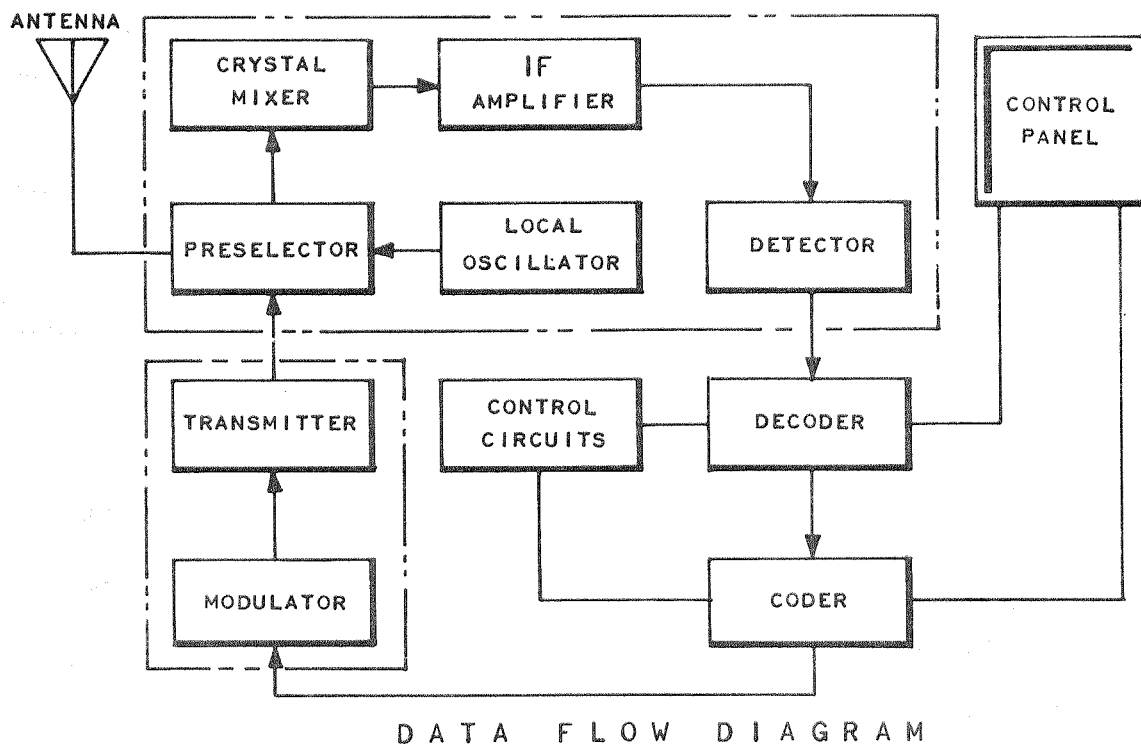 ANTENNA
CRYSTAL
MIXER
IF
AMPLIFIER
CONTROL
PANEL
PRESELECTOR
LOCAL
OSCILLATOR
DETECTOR
TRANSMITTER
CONTROL
CIRCUITS
DECODER
MODULATOR
CODER
DATA FLOW DIAGRAM